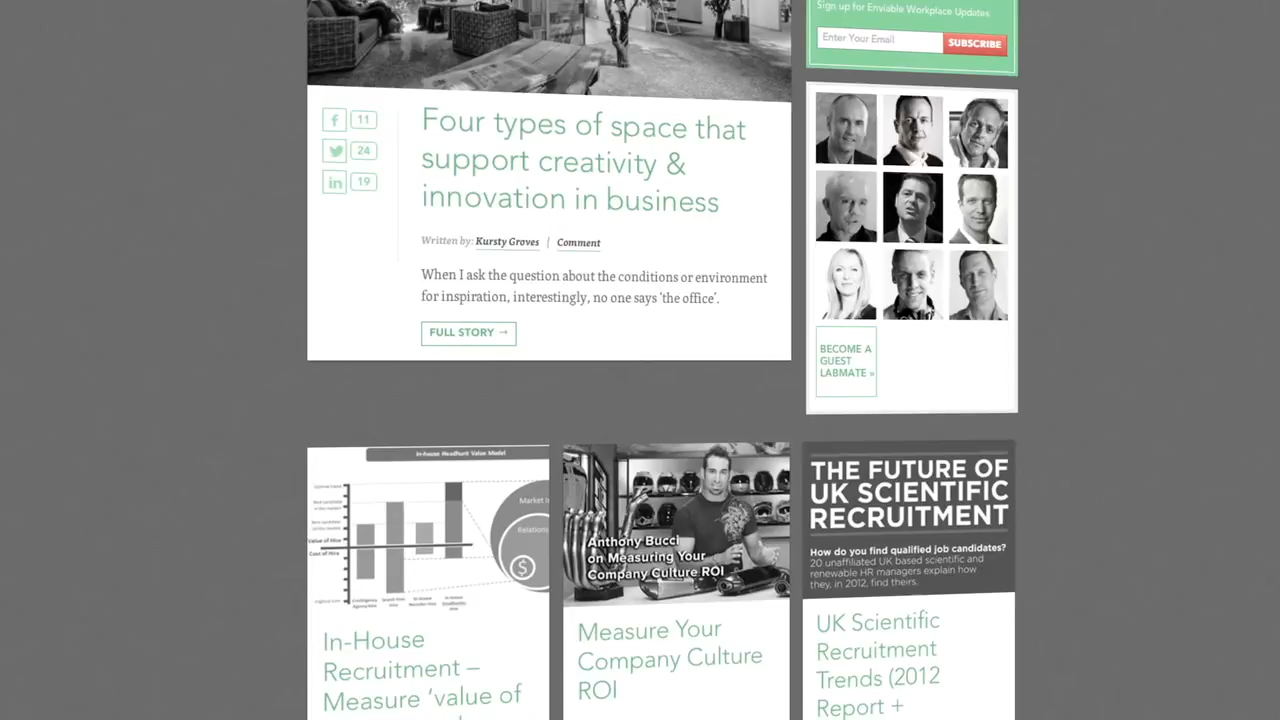 Sign up for Enviable Workplace Updates
Enter Your Email
SUBSCRIBE
11
24
19
Four types of space that
support creativity &
innovation in business
Written by: Kursty Groves | Comment
When I ask the question about the conditions or environment
for inspiration, interestingly, no one says ‘the office’.
FULL STORY →
BECOME A
GUEST
LABMATE »
In-house Headhunt Value Model
Value of Hire
Cost of Hire
Market
Relation
$
Anthony Bucci
on Measuring Your
Company Culture ROI
THE FUTURE OF
UK SCIENTIFIC
RECRUITMENT
How do you find qualified job candidates?
20 unaffiliated UK based scientific and
renewable HR managers explain how
they, in 2012, find theirs.
In-House
Recruitment –
Measure ‘value of
Measure Your
Company Culture
ROI
UK Scientific
Recruitment
Trends (2012
Report +